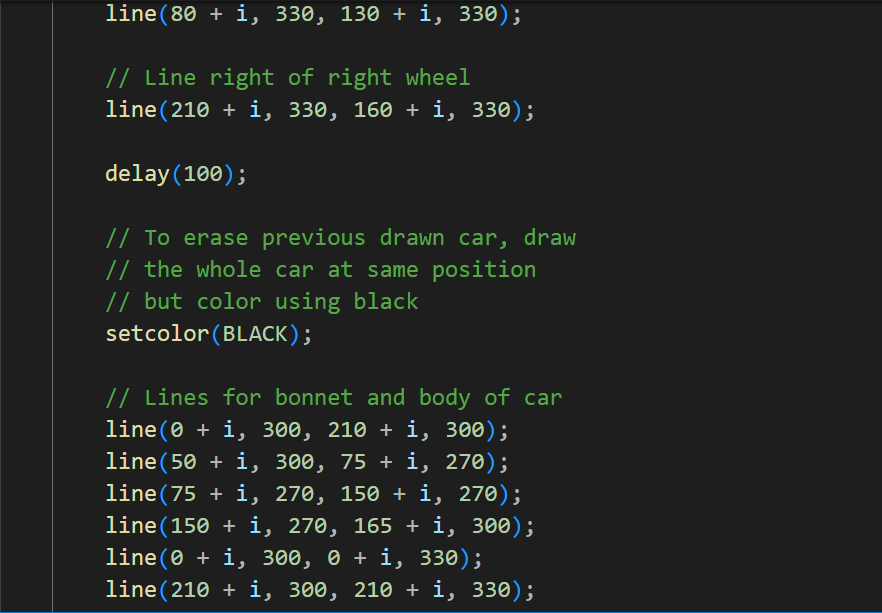 line(80 + i, 330, 130 + i, 330);
// Line right of right wheel
line(210 + i, 330, 160 + i, 330);
delay(100);
// To erase previous drawn car, draw
// the whole car at same position
// but color using black
setcolor(BLACK);
// Lines for bonnet and body of car
line(0 + i, 300, 210 + i, 300);
line(50 + i, 300, 75 + i, 270);
line(75 + i, 270, 150 + i, 270);
line(150 + i, 270, 165 + i, 300);
line(0 + i, 300, 0 + i, 330);
line(210 + i, 300, 210 + i, 330);